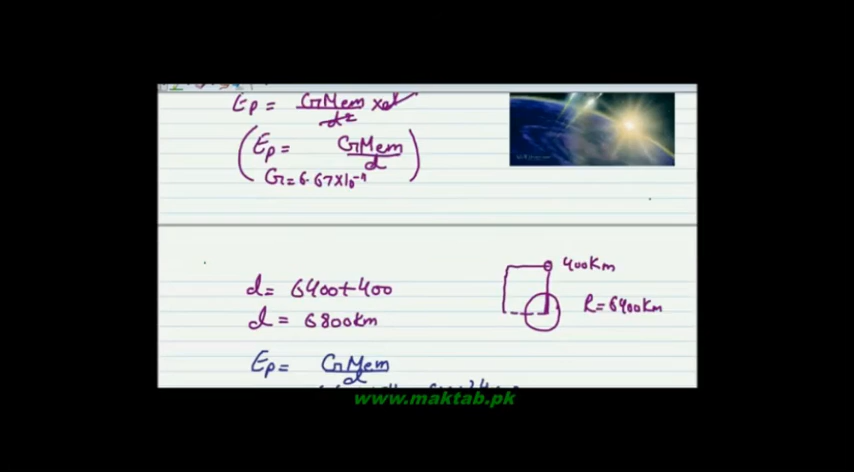 Ep = GMem/d² × d
Ep = GMem/d
G = 6.67×10⁻¹¹
400Km
d = 6400+400
R = 6400Km
d = 6800Km
Ep = GMem/d
www.maktab.pk